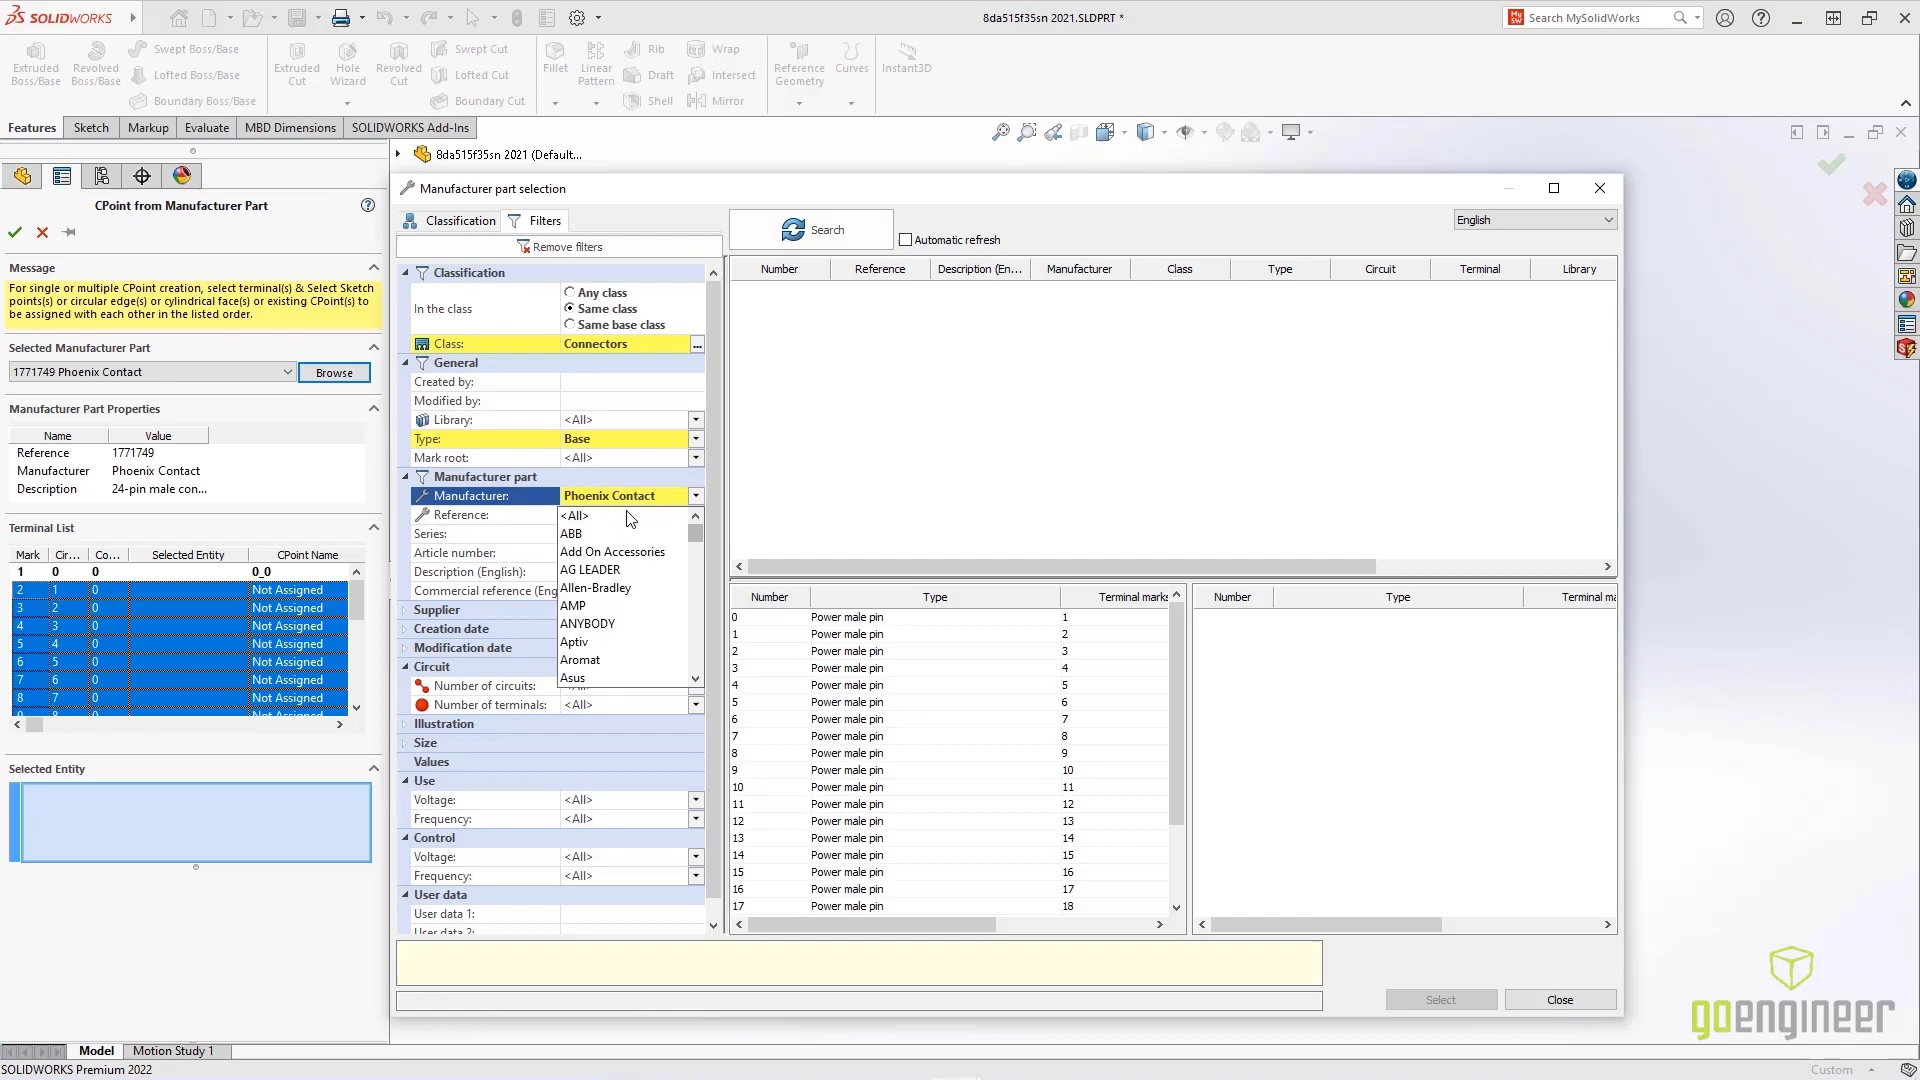 SOLIDWORKS
8da515f35sn 2021.SLDPRT *
Search MySolidWorks
Extruded Boss/Base
Revolved Boss/Base
Swept Boss/Base
Lofted Boss/Base
Boundary Boss/Base
Extruded Cut
Hole Wizard
Revolved Cut
Swept Cut
Lofted Cut
Boundary Cut
Fillet
Linear Pattern
Rib
Draft
Shell
Wrap
Intersect
Mirror
Reference Geometry
Curves
Instant3D
Features
Sketch
Markup
Evaluate
MBD Dimensions
SOLIDWORKS Add-Ins
8da515f35sn 2021 (Default...
CPoint from Manufacturer Part
Message
For single or multiple CPoint creation, select terminal(s) & Select Sketch
points(s) or circular edge(s) or cylindrical face(s) or existing CPoint(s) to
be assigned with each other in the listed order.
Selected Manufacturer Part
1771749 Phoenix Contact
Browse
Manufacturer Part Properties
Name Value
Reference 1771749
Manufacturer Phoenix Contact
Description 24-pin male con...
Terminal List
Mark Cir... Co... Selected Entity CPoint Name
1 0 0 0_0
2 1 0 Not Assigned
3 2 0 Not Assigned
4 3 0 Not Assigned
5 4 0 Not Assigned
6 5 0 Not Assigned
7 6 0 Not Assigned
8 7 0 Not Assigned
9 8 0 Not Assigned
Selected Entity
Manufacturer part selection
Classification
Filters
Remove filters
Search
Automatic refresh
English
Classification
In the class
Any class
Same class
Same base class
Class: Connectors ...
General
Created by:
Modified by:
Library: <All>
Type: Base
Mark root: <All>
Manufacturer part
Manufacturer: Phoenix Contact
Reference:
Series:
Article number:
Description (English):
Commercial reference (Eng
<All>
ABB
Add On Accessories
AG LEADER
Allen-Bradley
AMP
ANYBODY
Aptiv
Aromat
Asus
Supplier
Creation date
Modification date
Circuit
Number of circuits: <All>
Number of terminals: <All>
Illustration
Size
Values
Use
Voltage: <All>
Frequency: <All>
Control
Voltage: <All>
Frequency: <All>
User data
User data 1:
User data 2:
Number Reference Description (En... Manufacturer Class Type Circuit Terminal Library
Number Type Terminal marks
0 Power male pin 1
1 Power male pin 2
2 Power male pin 3
3 Power male pin 4
4 Power male pin 5
5 Power male pin 6
6 Power male pin 7
7 Power male pin 8
8 Power male pin 9
9 Power male pin 10
10 Power male pin 11
11 Power male pin 12
12 Power male pin 13
13 Power male pin 14
14 Power male pin 15
15 Power male pin 16
16 Power male pin 17
17 Power male pin 18
Number Type Terminal ma
Select
Close
goengineer
Model
Motion Study 1
SOLIDWORKS Premium 2022
Custom